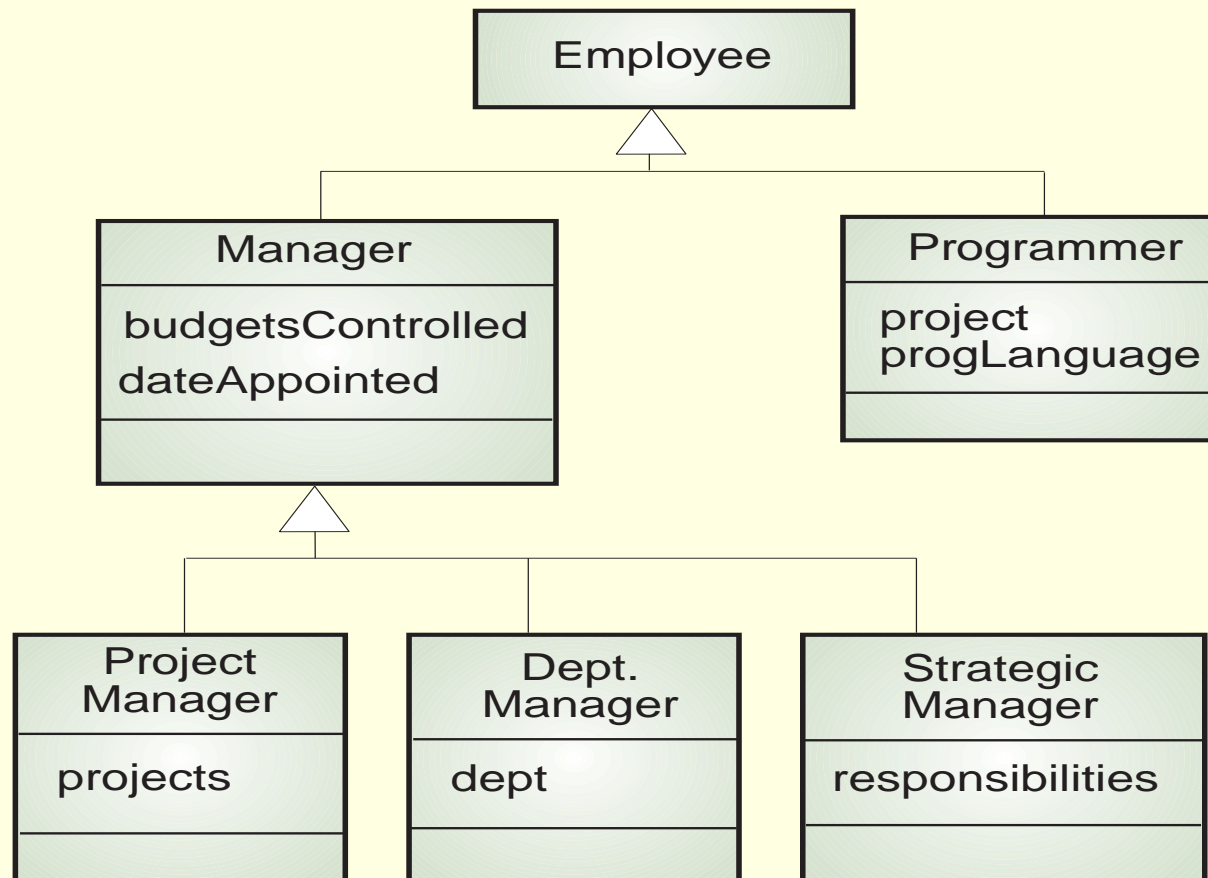 Employee
Manager
budgetsControlled
dateAppointed
Programmer
project
progLanguage
Project
Manager
projects
Dept.
Manager
dept
Strategic
Manager
responsibilities